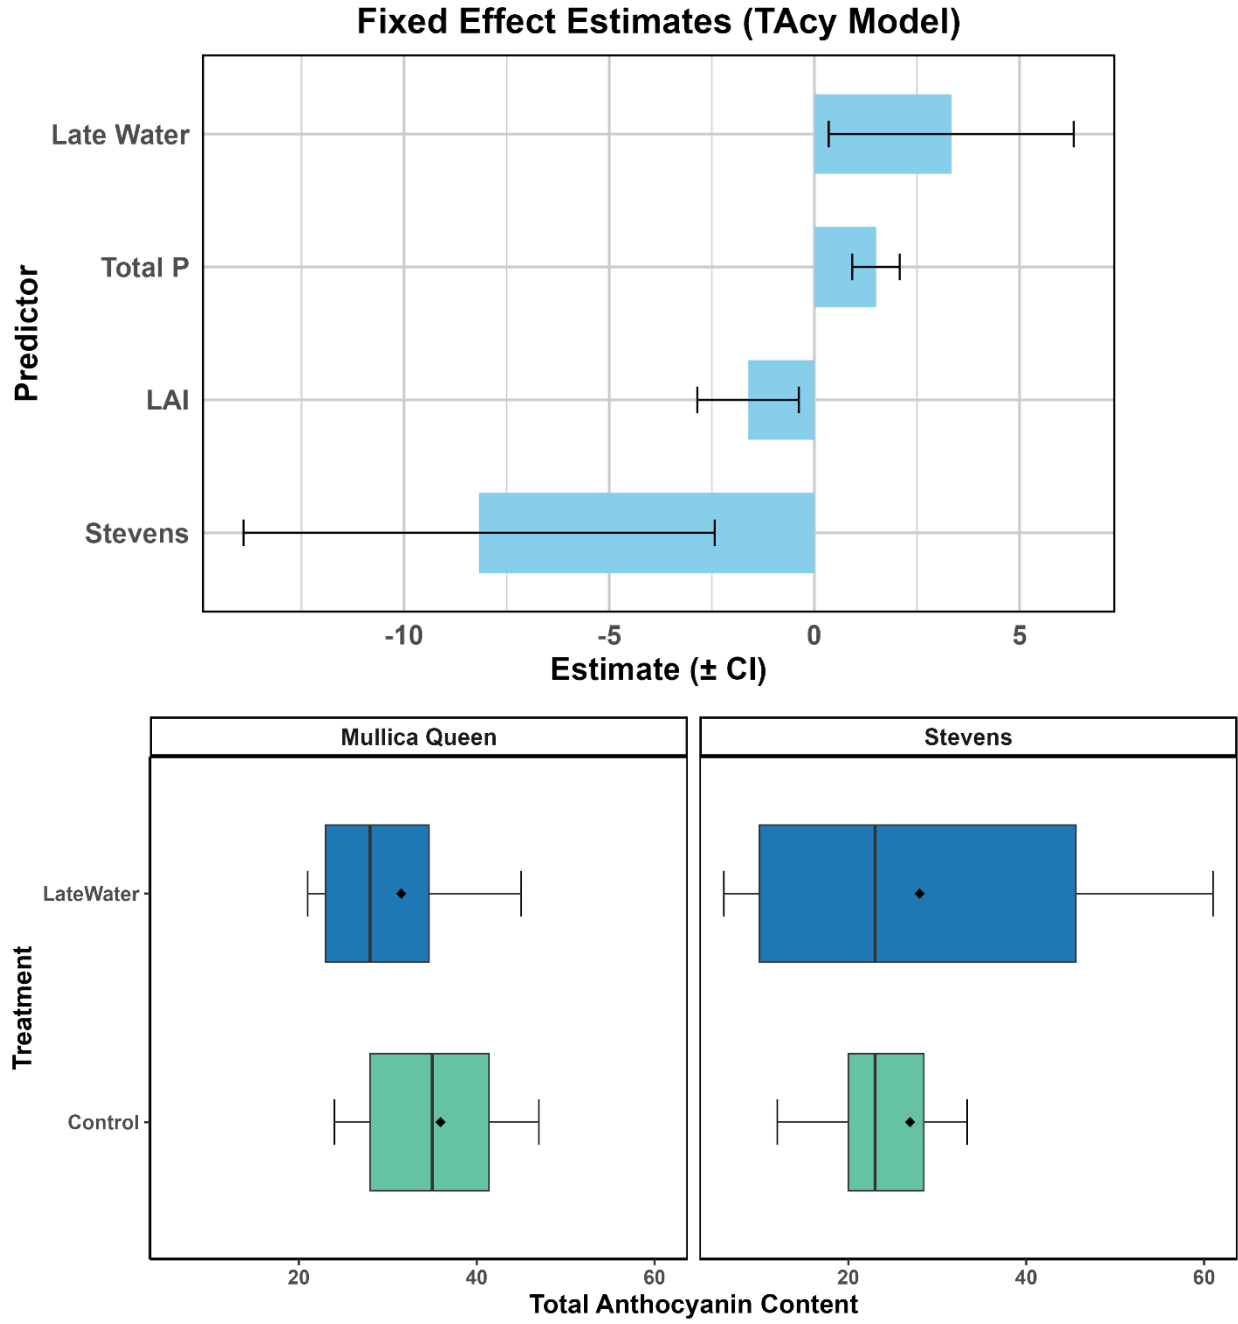 Fixed Effect Estimates (TAcy Model)
Predictor
Late Water
Total P
LAI
Stevens
-10 -5 0 5
Estimate (± CI)
Mullica Queen Stevens
Treatment
LateWater
Control
20 40 60 20 40 60
Total Anthocyanin Content